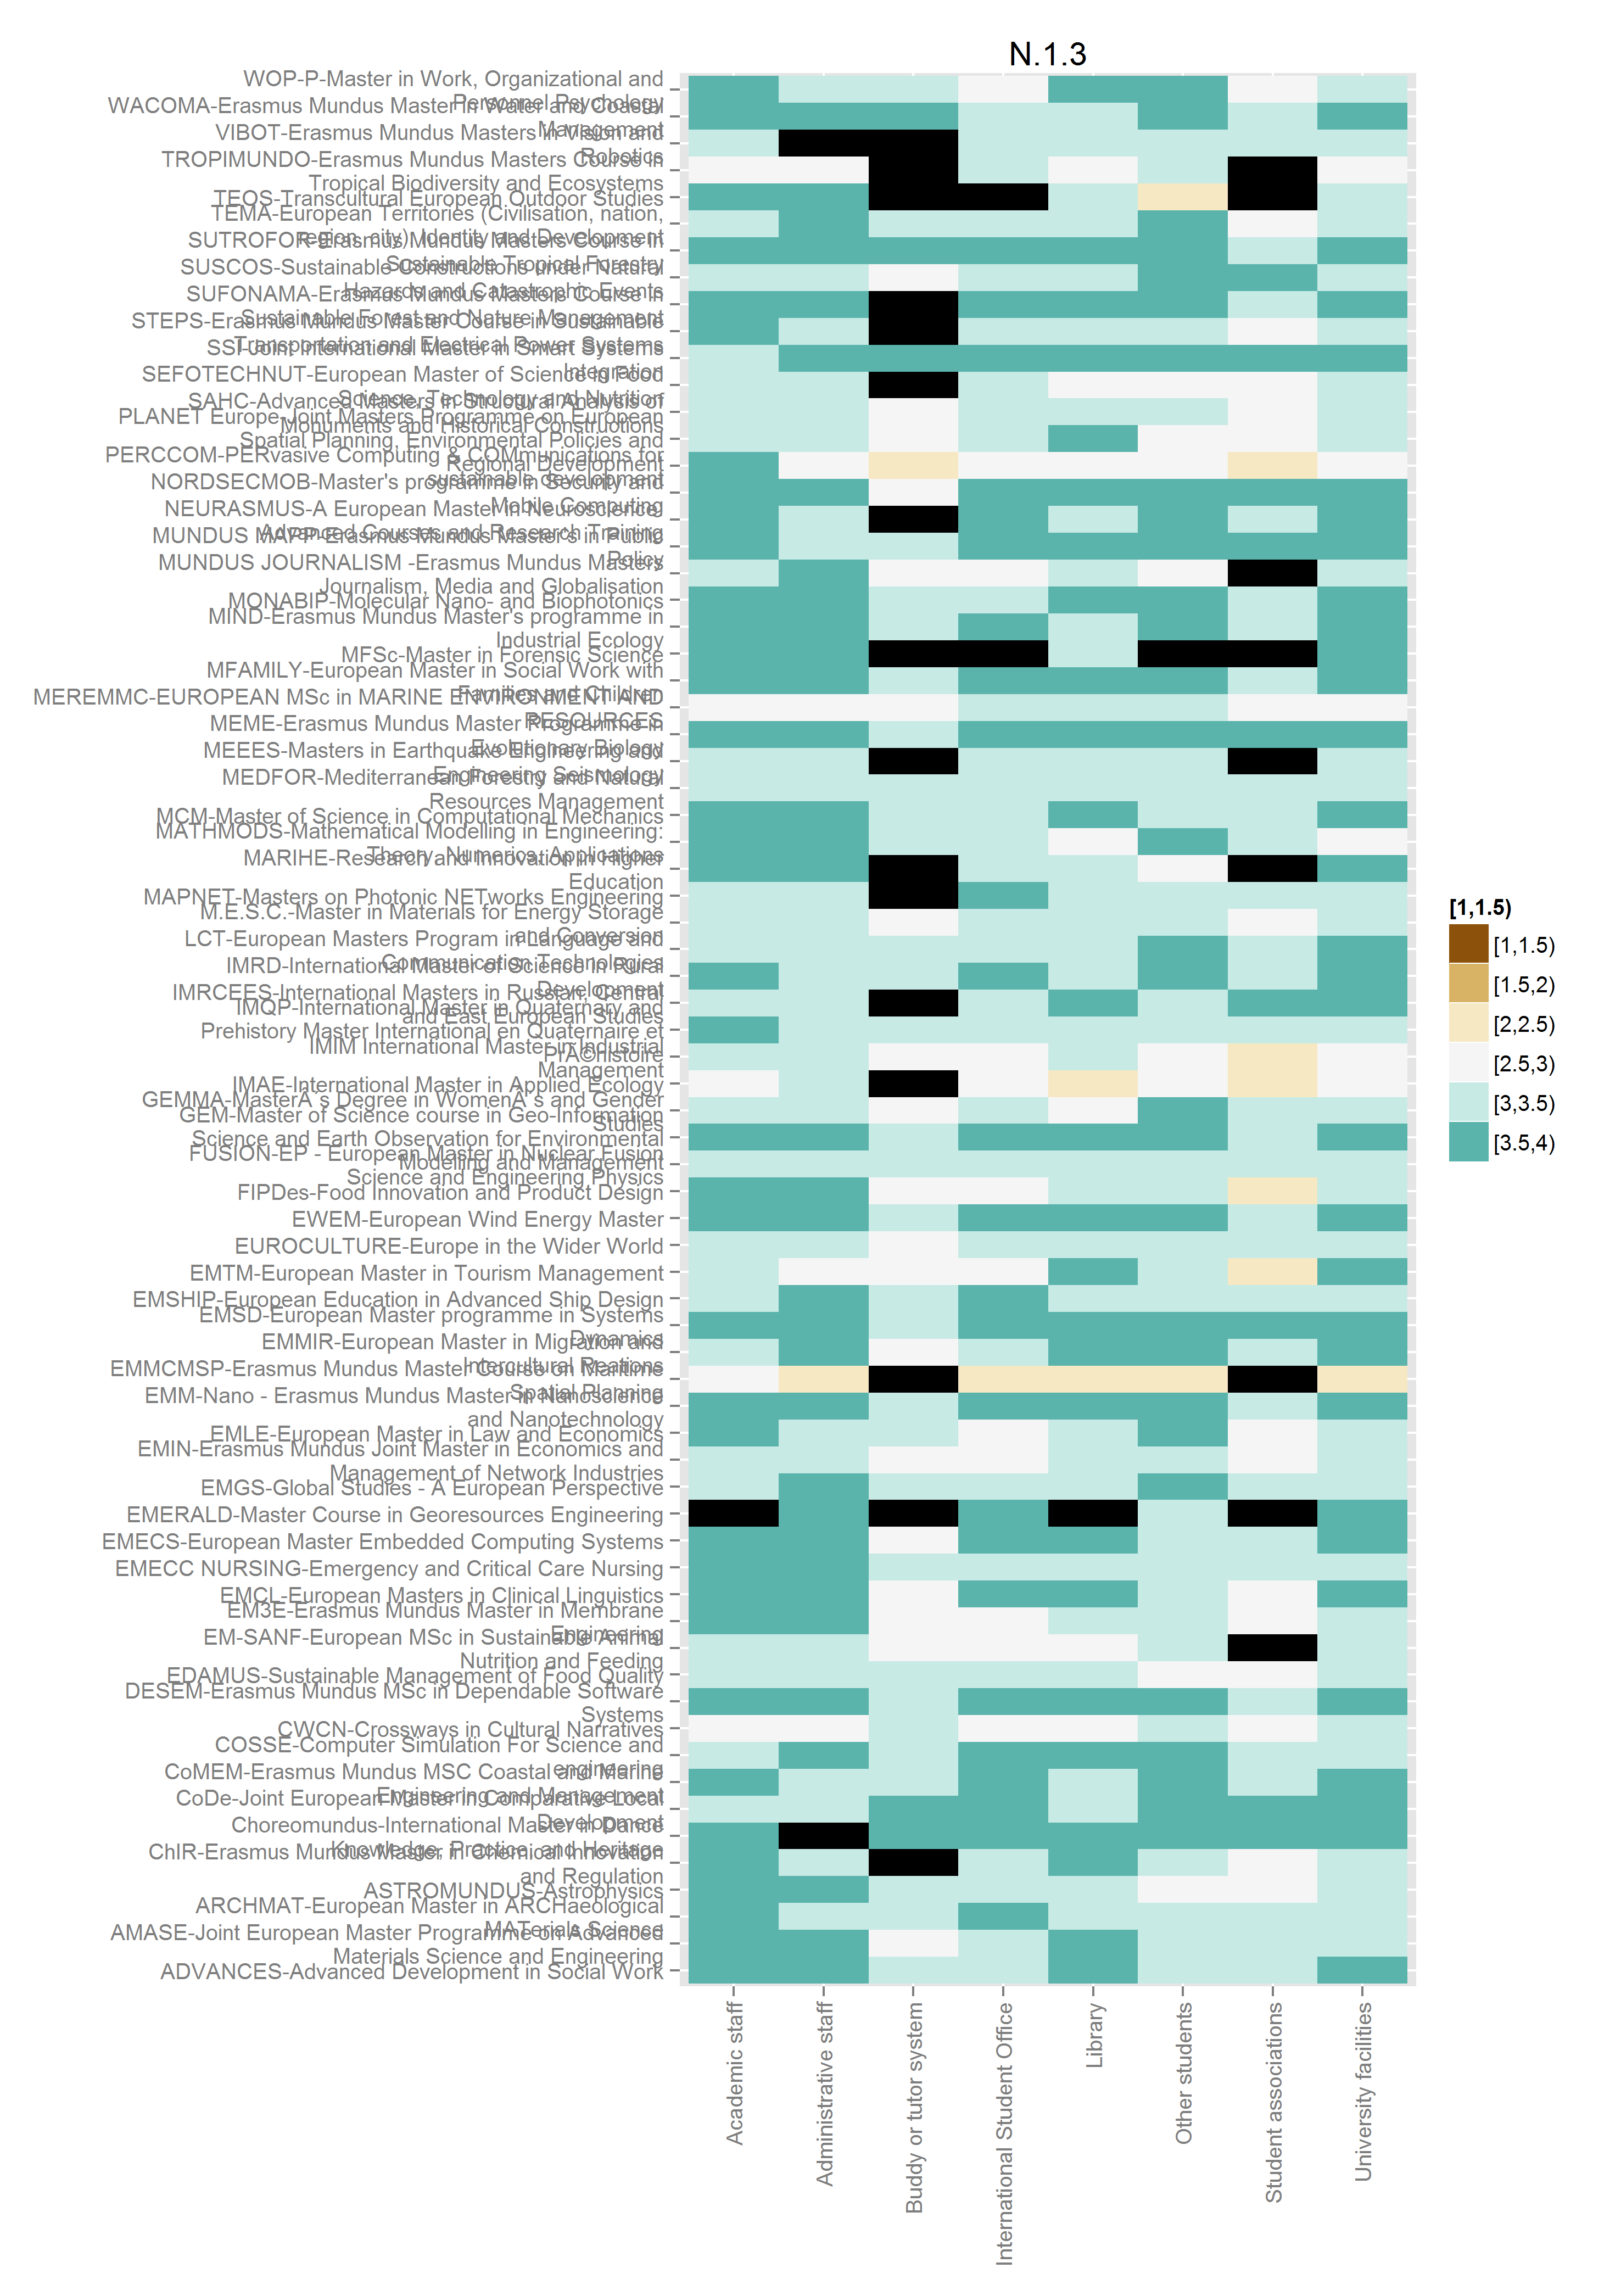 N.1.3
WOP-P-Master in Work, Organizational and
Personnel Psychology
WACOMA-Erasmus Mundus Master in Water and Coastal
Management
VIBOT-Erasmus Mundus Masters in Vision and
Robotics
TROPIMUNDO-Erasmus Mundus Masters Course in
Tropical Biodiversity and Ecosystems
TEOS-Transcultural European Outdoor Studies
TEMA-European Territories (Civilisation, nation,
region, city): Identity and Development
SUTROFOR-Erasmus Mundus Masters Course in
Sustainable Tropical Forestry
SUSCOS-Sustainable Constructions under Natural
Hazards and Catastrophic Events
SUFONAMA-Erasmus Mundus Masters Course in
Sustainable Forest and Nature Management
STEPS-Erasmus Mundus Master Course in Sustainable
Transportation and Electrical Power Systems
SSI-Joint International Master in Smart Systems
Integration
SEFOTECHNUT-European Master of Science in Food
Science, Technology and Nutrition
SAHC-Advanced Masters in Structural Analysis of
Monuments and Historical Constructions
PLANET Europe-Joint Masters Programme on European
Spatial Planning, Environmental Policies and
Regional Development
PERCCOM-PERvasive Computing & COMmunications for
sustainable development
NORDSECMOB-Master's programme in Security and
Mobile Computing
NEURASMUS-A European Master in Neuroscience:
Advanced Courses and Research Training
MUNDUS MAPP-Erasmus Mundus Master's in Public
Policy
MUNDUS JOURNALISM -Erasmus Mundus Masters
Journalism, Media and Globalisation
MONABIP-Molecular Nano- and Biophotonics
MIND-Erasmus Mundus Master's programme in
Industrial Ecology
MFSc-Master in Forensic Science
MFAMILY-European Master in Social Work with
Families and Children
MEREMMC-EUROPEAN MSc in MARINE ENVIRONMENT AND
RESOURCES
MEME-Erasmus Mundus Master Programme in
Evolutionary Biology
MEEES-Masters in Earthquake Engineering and
Engineering Seismology
MEDFOR-Mediterranean Forestry and Natural
Resources Management
MCM-Master of Science in Computational Mechanics
MATHMODS-Mathematical Modelling in Engineering:
Theory, Numerics, Applications
MARIHE-Research and Innovation in Higher
Education
MAPNET-Masters on Photonic NETworks Engineering
M.E.S.C.-Master in Materials for Energy Storage
and Conversion
LCT-European Masters Program in Language and
Communication Technologies
IMRD-International Master of Science in Rural
Development
IMRCEES-International Masters in Russian, Central
and East European Studies
IMQP-International Master in Quaternary and
Prehistory Master International en Quaternaire et
PrÃ©histoire
IMIM International Master in Industrial
Management
IMAE-International Master in Applied Ecology
GEMMA-MasterÂ´s Degree in WomenÂ´s and Gender
Studies
GEM-Master of Science course in Geo-Information
Science and Earth Observation for Environmental
Modelling and Management
FUSION-EP - European Master in Nuclear Fusion
Science and Engineering Physics
FIPDes-Food Innovation and Product Design
EWEM-European Wind Energy Master
EUROCULTURE-Europe in the Wider World
EMTM-European Master in Tourism Management
EMSHIP-European Education in Advanced Ship Design
EMSD-European Master programme in Systems
Dynamics
EMMIR-European Master in Migration and
Intercultural Reations
EMMCMSP-Erasmus Mundus Master Course on Maritime
Spatial Planning
EMM-Nano - Erasmus Mundus Master in Nanoscience
and Nanotechnology
EMLE-European Master in Law and Economics
EMIN-Erasmus Mundus Joint Master in Economics and
Management of Network Industries
EMGS-Global Studies - A European Perspective
EMERALD-Master Course in Georesources Engineering
EMECS-European Master Embedded Computing Systems
EMECC NURSING-Emergency and Critical Care Nursing
EMCL-European Masters in Clinical Linguistics
EM3E-Erasmus Mundus Master in Membrane
Engineering
EM-SANF-European MSc in Sustainable Animal
Nutrition and Feeding
EDAMUS-Sustainable Management of Food Quality
DESEM-Erasmus Mundus MSc in Dependable Software
Systems
CWCN-Crossways in Cultural Narratives
COSSE-Computer Simulation For Science and
engineering
CoMEM-Erasmus Mundus MSC Coastal and Marine
Engineering and Management
CoDe-Joint European Master in Comparative Local
Development
Choreomundus-International Master in Dance
Knowledge, Practice, and Heritage
ChIR-Erasmus Mundus Master in Chemical Innovation
and Regulation
ASTROMUNDUS-Astrophysics
ARCHMAT-European Master in ARCHaeological
MATerials Science
AMASE-Joint European Master Programme on Advanced
Materials Science and Engineering
ADVANCES-Advanced Development in Social Work
Academic staff
Administrative staff
Buddy or tutor system
International Student Office
Library
Other students
Student associations
University facilities
[1,1.5)
[1,1.5)
[1.5,2)
[2,2.5)
[2.5,3)
[3,3.5)
[3.5,4)